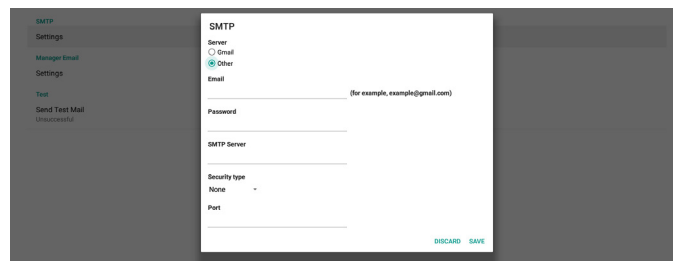 SMTP
Settings
Manager Email
Settings
Test
Send Test Mail
Unsuccessful
SMTP
Server
Gmail
Other
Email
(for example, example@gmail.com)
Password
SMTP Server
Security type
None
Port
DISCARD SAVE